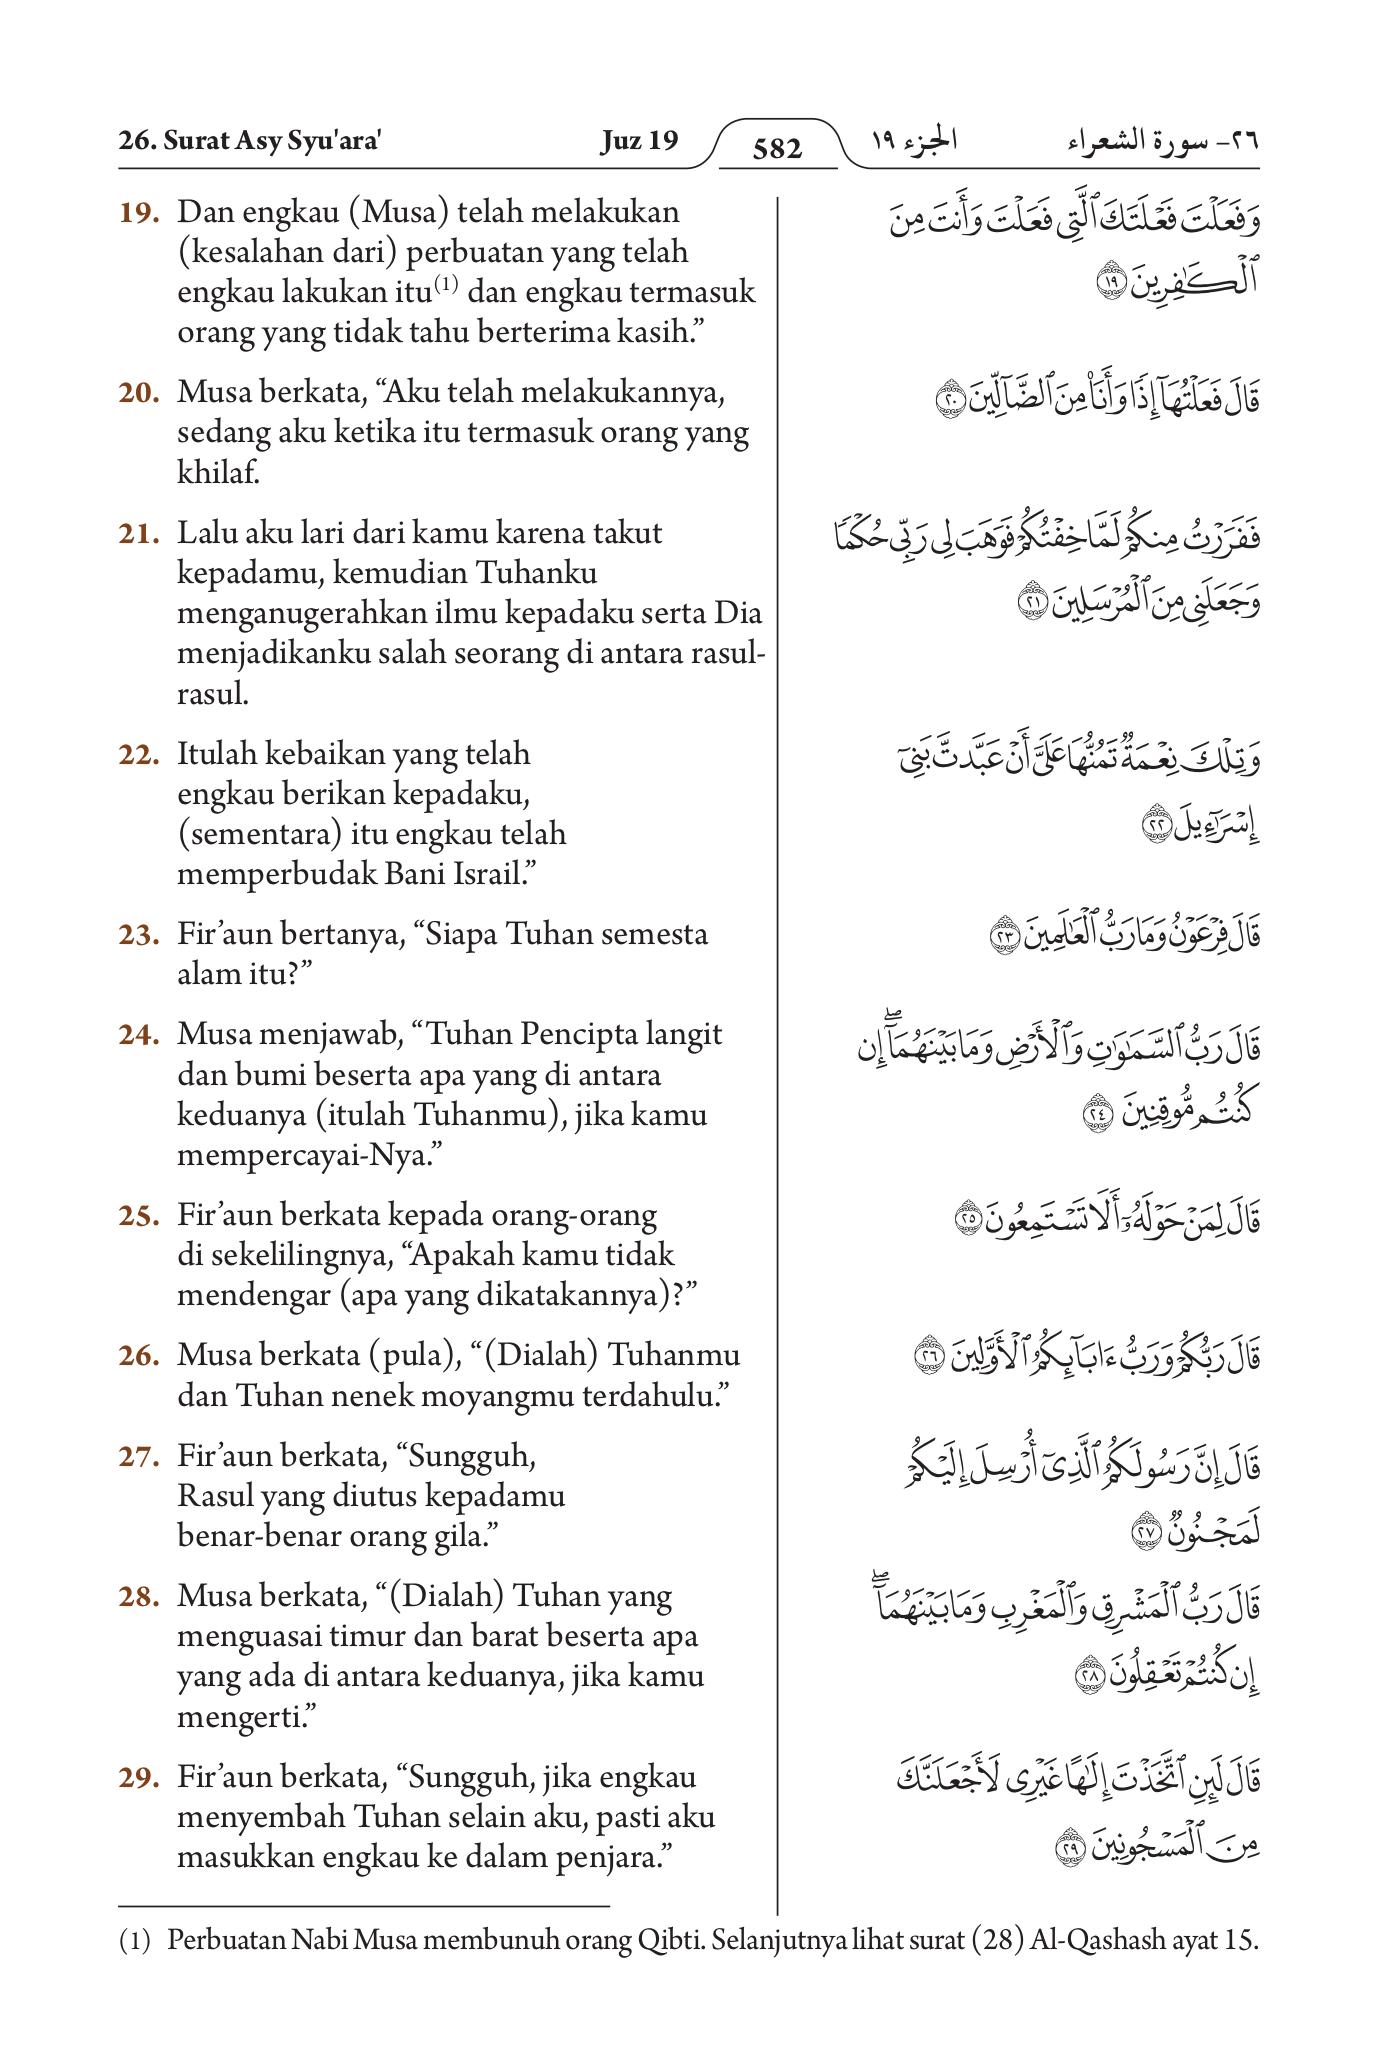 26. Surat Asy Syu'ara' Juz 19 582 الجزء ١٩ ٢٦- سورة الشعراء
19. Dan engkau (Musa) telah melakukan
(kesalahan dari) perbuatan yang telah
engkau lakukan itu(1) dan engkau termasuk
orang yang tidak tahu berterima kasih.”
20. Musa berkata, “Aku telah melakukannya,
sedang aku ketika itu termasuk orang yang
khilaf.
21. Lalu aku lari dari kamu karena takut
kepadamu, kemudian Tuhanku
menganugerahkan ilmu kepadaku serta Dia
menjadikanku salah seorang di antara rasul-
rasul.
22. Itulah kebaikan yang telah
engkau berikan kepadaku,
(sementara) itu engkau telah
memperbudak Bani Israil.”
23. Fir’aun bertanya, “Siapa Tuhan semesta
alam itu?”
24. Musa menjawab, “Tuhan Pencipta langit
dan bumi beserta apa yang di antara
keduanya (itulah Tuhanmu), jika kamu
mempercayai-Nya.”
25. Fir’aun berkata kepada orang-orang
di sekelilingnya, “Apakah kamu tidak
mendengar (apa yang dikatakannya)?”
26. Musa berkata (pula), “(Dialah) Tuhanmu
dan Tuhan nenek moyangmu terdahulu.”
27. Fir’aun berkata, “Sungguh,
Rasul yang diutus kepadamu
benar-benar orang gila.”
28. Musa berkata, “(Dialah) Tuhan yang
menguasai timur dan barat beserta apa
yang ada di antara keduanya, jika kamu
mengerti.”
29. Fir’aun berkata, “Sungguh, jika engkau
menyembah Tuhan selain aku, pasti aku
masukkan engkau ke dalam penjara.”
وَفَعَلْتَ فَعْلَتَكَ ٱلَّتِى فَعَلْتَ وَأَنتَ مِنَ
ٱلْكَـٰفِرِينَ ١٩
قَالَ فَعَلْتُهَآ إِذًا وَأَنَا۠ مِنَ ٱلضَّآلِّينَ ٢٠
فَفَرَرْتُ مِنكُمْ لَمَّا خِفْتُكُمْ فَوَهَبَ لِى رَبِّى حُكْمًا
وَجَعَلَنِى مِنَ ٱلْمُرْسَلِينَ ٢١
وَتِلْكَ نِعْمَةٌ تَمُنُّهَا عَلَىَّ أَنْ عَبَّدتَّ بَنِىٓ
إِسْرَٰٓءِيلَ ٢٢
قَالَ فِرْعَوْنُ وَمَا رَبُّ ٱلْعَـٰلَمِينَ ٢٣
قَالَ رَبُّ ٱلسَّمَـٰوَٰتِ وَٱلْأَرْضِ وَمَا بَيْنَهُمَآ ۖ إِن
كُنتُم مُّوقِنِينَ ٢٤
قَالَ لِمَنْ حَوْلَهُۥٓ أَلَا تَسْتَمِعُونَ ٢٥
قَالَ رَبُّكُمْ وَرَبُّ ءَابَآئِكُمُ ٱلْأَوَّلِينَ ٢٦
قَالَ إِنَّ رَسُولَكُمُ ٱلَّذِىٓ أُرْسِلَ إِلَيْكُمْ
لَمَجْنُونٌ ٢٧
قَالَ رَبُّ ٱلْمَشْرِقِ وَٱلْمَغْرِبِ وَمَا بَيْنَهُمَآ ۖ
إِن كُنتُمْ تَعْقِلُونَ ٢٨
قَالَ لَئِنِ ٱتَّخَذْتَ إِلَـٰهًا غَيْرِى لَأَجْعَلَنَّكَ
مِنَ ٱلْمَسْجُونِينَ ٢٩
(1) Perbuatan Nabi Musa membunuh orang Qibti. Selanjutnya lihat surat (28) Al-Qashash ayat 15.